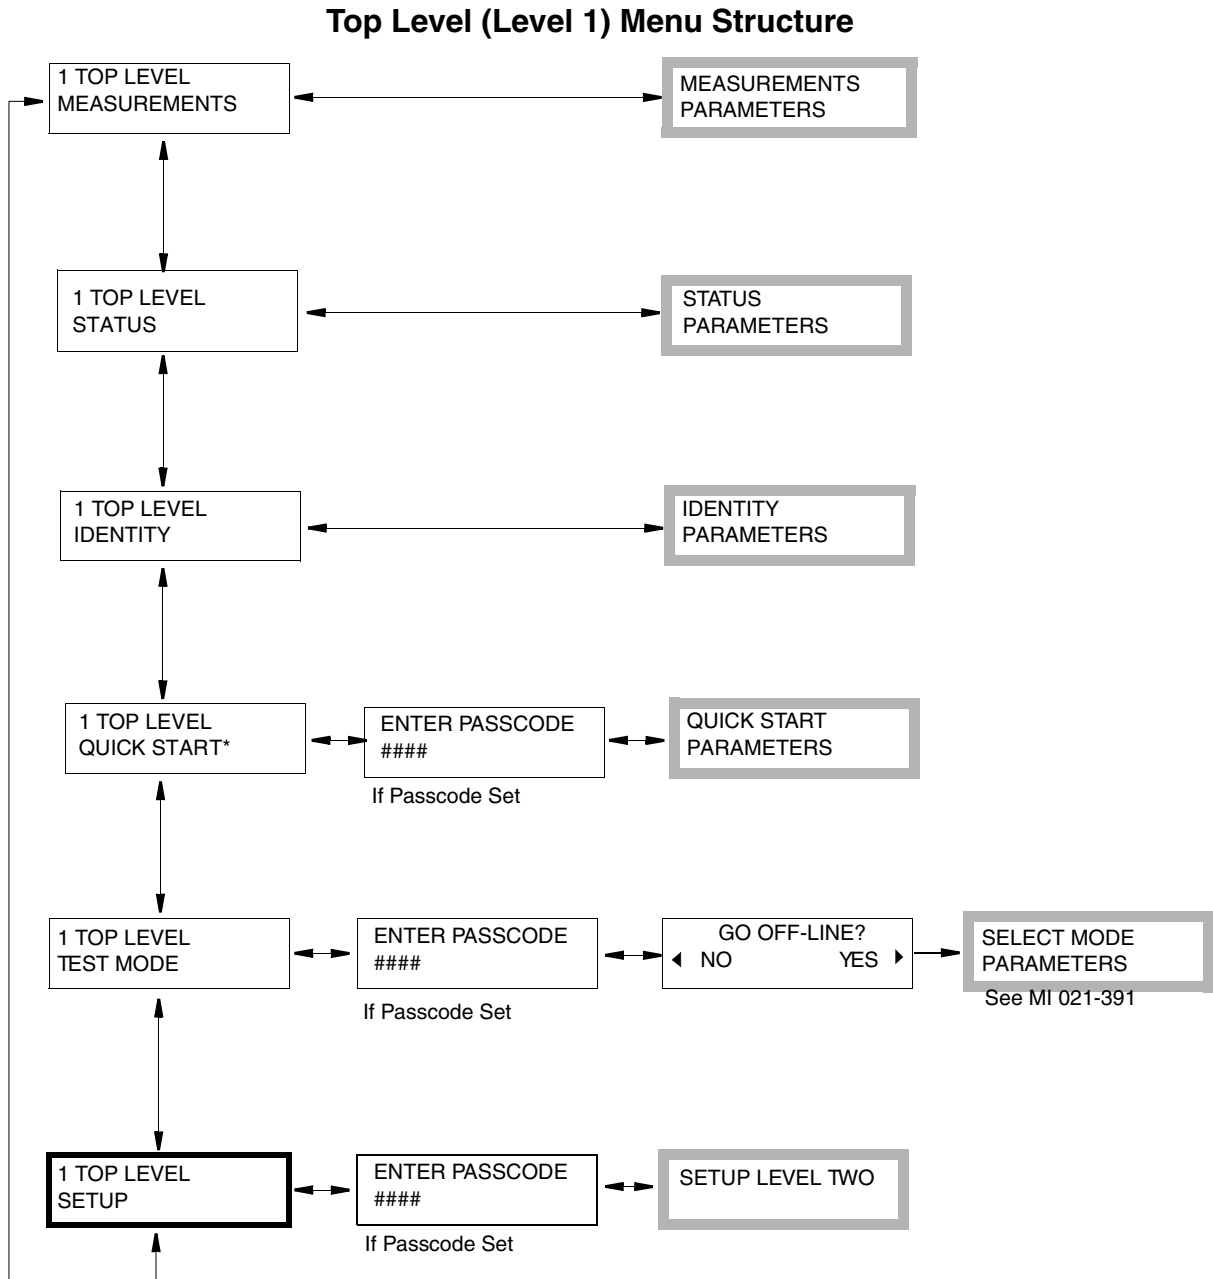 Top Level (Level 1) Menu Structure
1 TOP LEVEL
MEASUREMENTS
MEASUREMENTS
PARAMETERS
1 TOP LEVEL
STATUS
STATUS
PARAMETERS
1 TOP LEVEL
IDENTITY
IDENTITY
PARAMETERS
1 TOP LEVEL
QUICK START*
ENTER PASSCODE
####
If Passcode Set
QUICK START
PARAMETERS
1 TOP LEVEL
TEST MODE
ENTER PASSCODE
####
If Passcode Set
GO OFF-LINE?
NO YES
SELECT MODE
PARAMETERS
See MI 021-391
1 TOP LEVEL
SETUP
ENTER PASSCODE
####
If Passcode Set
SETUP LEVEL TWO